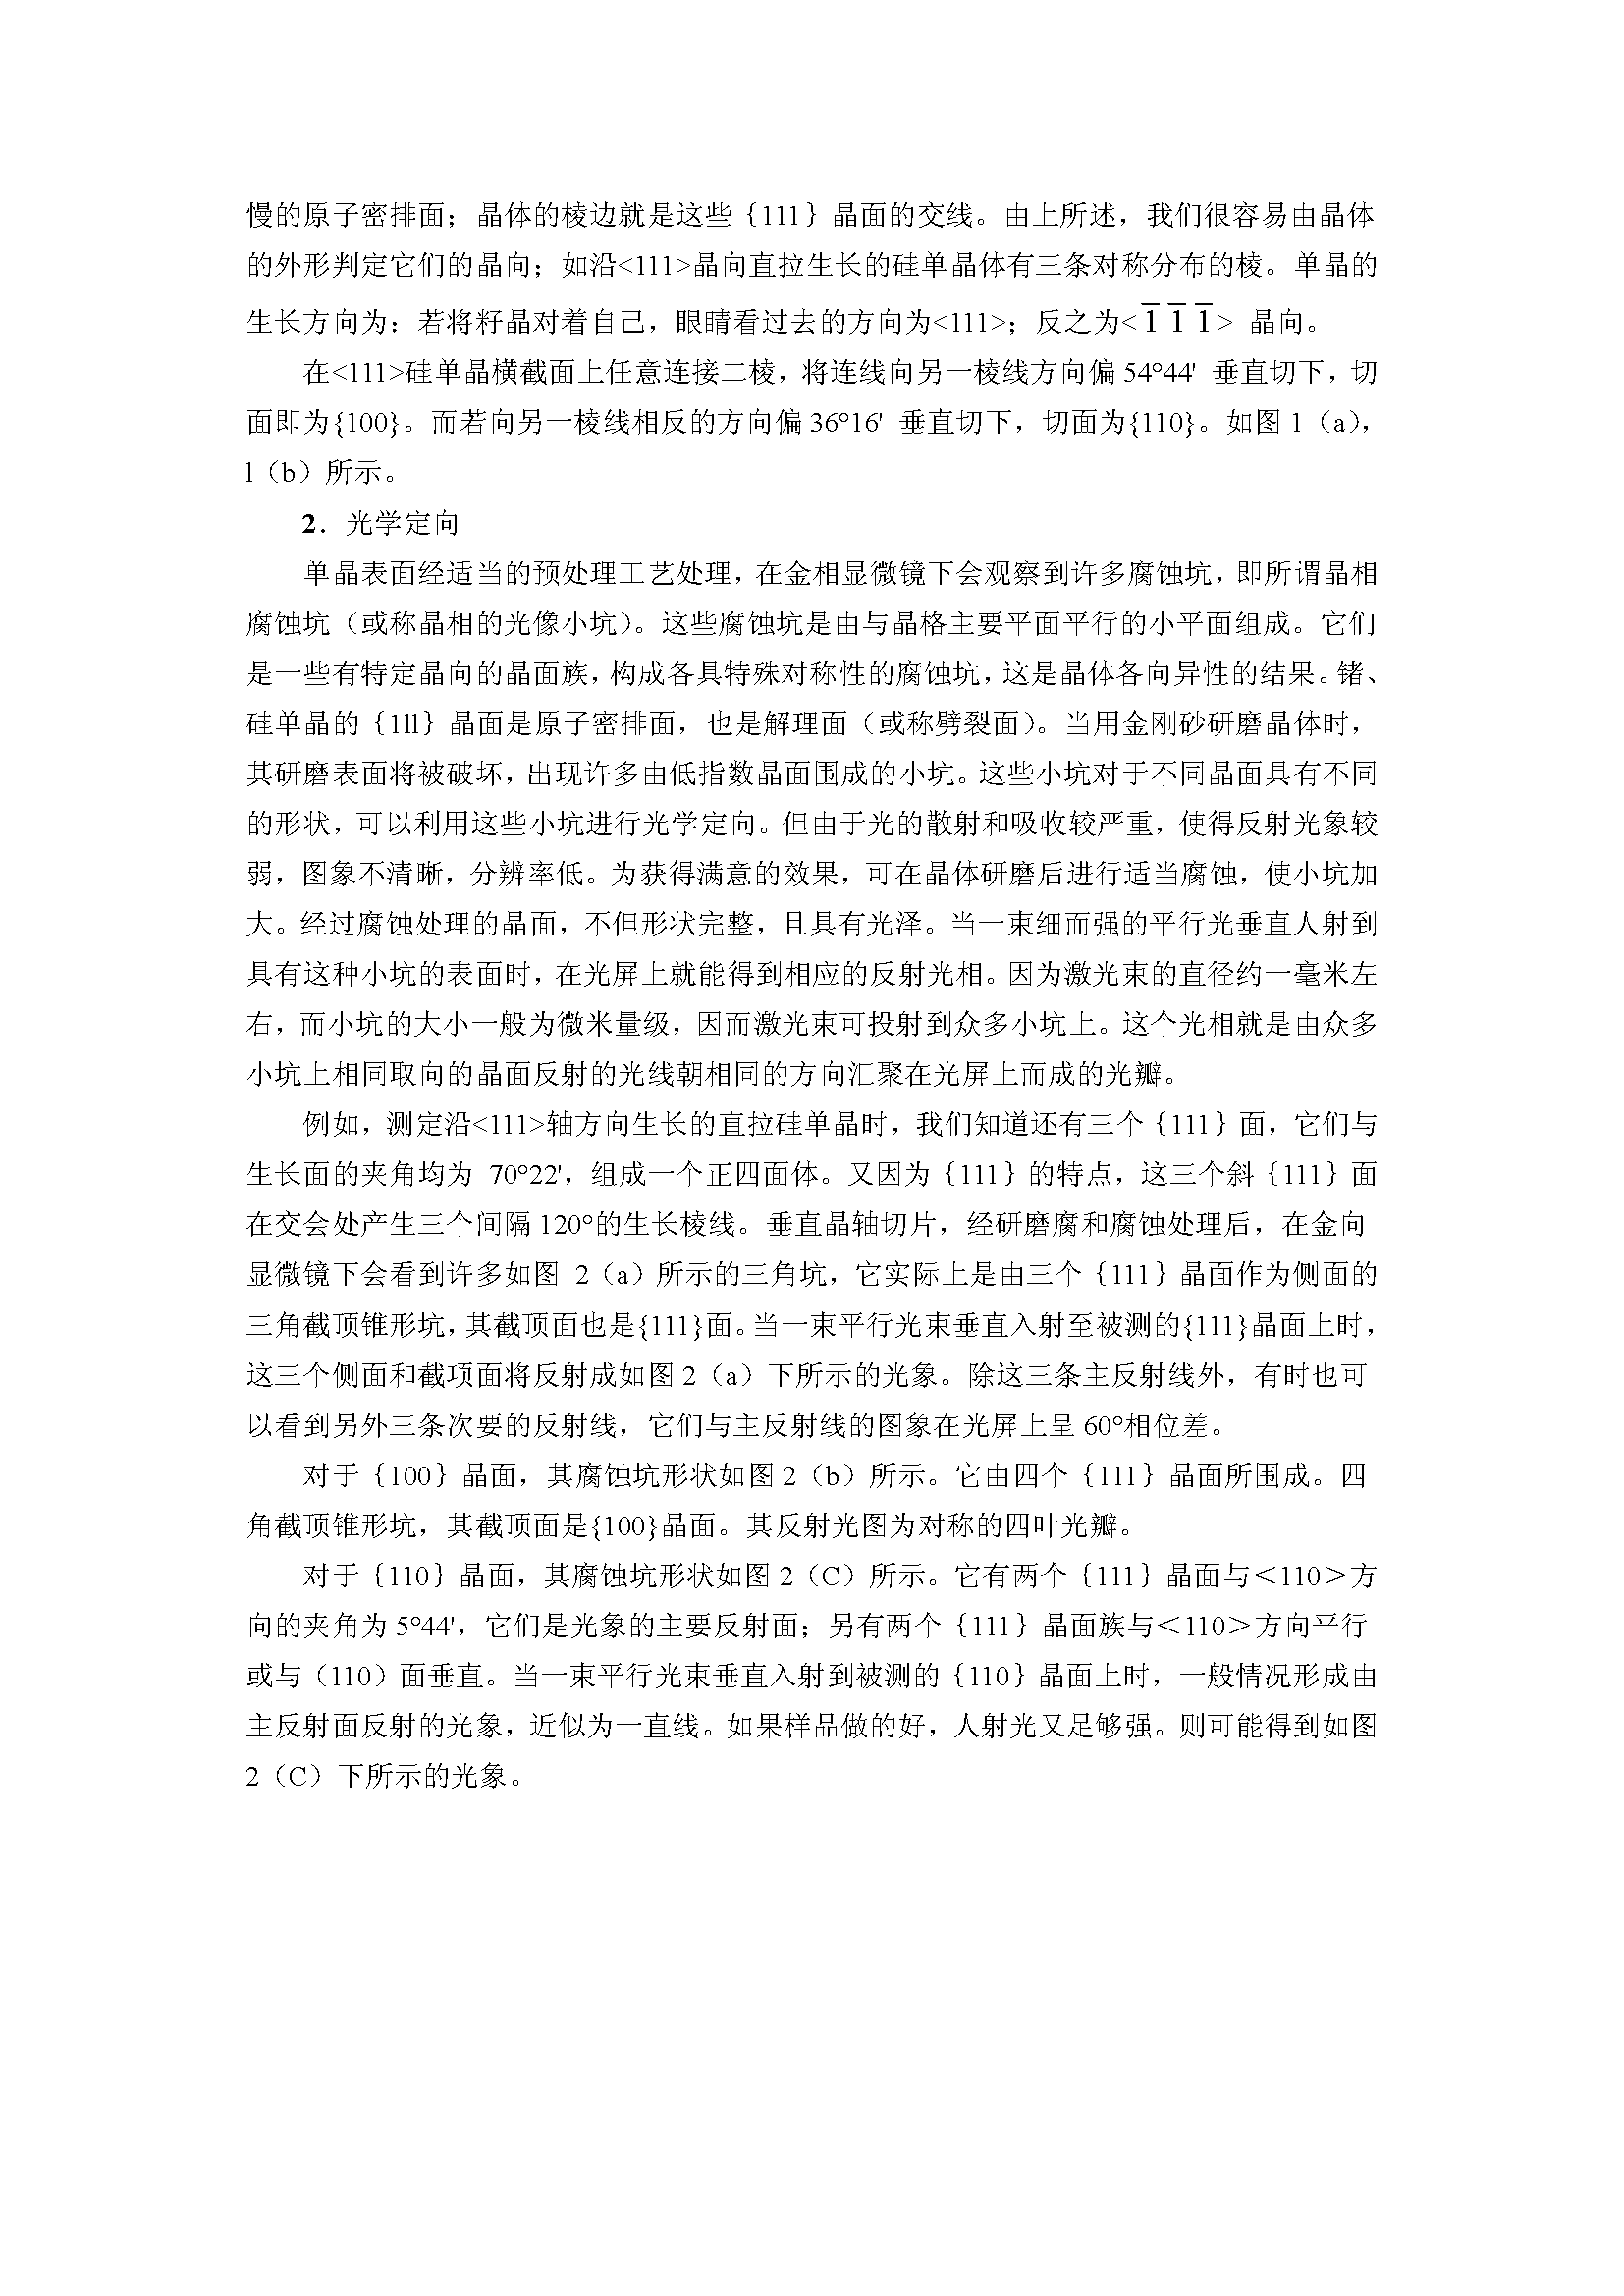 慢的原子密排面；晶体的棱边就是这些｛111｝晶面的交线。由上所述，我们很容易由晶体
的外形判定它们的晶向；如沿<111>晶向直拉生长的硅单晶体有三条对称分布的棱。单晶的
生长方向为：若将籽晶对着自己，眼睛看过去的方向为<111>；反之为<1̅ 1̅ 1̅> 晶向。
在<111>硅单晶横截面上任意连接二棱，将连线向另一棱线方向偏54°44' 垂直切下，切
面即为{100}。而若向另一棱线相反的方向偏36°16' 垂直切下，切面为{110}。如图1（a），
l（b）所示。
2．光学定向
单晶表面经适当的预处理工艺处理，在金相显微镜下会观察到许多腐蚀坑，即所谓晶相
腐蚀坑（或称晶相的光像小坑）。这些腐蚀坑是由与晶格主要平面平行的小平面组成。它们
是一些有特定晶向的晶面族，构成各具特殊对称性的腐蚀坑，这是晶体各向异性的结果。锗、
硅单晶的｛1ll｝晶面是原子密排面，也是解理面（或称劈裂面）。当用金刚砂研磨晶体时，
其研磨表面将被破坏，出现许多由低指数晶面围成的小坑。这些小坑对于不同晶面具有不同
的形状，可以利用这些小坑进行光学定向。但由于光的散射和吸收较严重，使得反射光象较
弱，图象不清晰，分辨率低。为获得满意的效果，可在晶体研磨后进行适当腐蚀，使小坑加
大。经过腐蚀处理的晶面，不但形状完整，且具有光泽。当一束细而强的平行光垂直人射到
具有这种小坑的表面时，在光屏上就能得到相应的反射光相。因为激光束的直径约一毫米左
右，而小坑的大小一般为微米量级，因而激光束可投射到众多小坑上。这个光相就是由众多
小坑上相同取向的晶面反射的光线朝相同的方向汇聚在光屏上而成的光瓣。
例如，测定沿<111>轴方向生长的直拉硅单晶时，我们知道还有三个｛111｝面，它们与
生长面的夹角均为 70°22'，组成一个正四面体。又因为｛111｝的特点，这三个斜｛111｝面
在交会处产生三个间隔120°的生长棱线。垂直晶轴切片，经研磨腐和腐蚀处理后，在金向
显微镜下会看到许多如图 2（a）所示的三角坑，它实际上是由三个｛111｝晶面作为侧面的
三角截顶锥形坑，其截顶面也是{111}面。当一束平行光束垂直入射至被测的{111}晶面上时，
这三个侧面和截项面将反射成如图2（a）下所示的光象。除这三条主反射线外，有时也可
以看到另外三条次要的反射线，它们与主反射线的图象在光屏上呈60°相位差。
对于｛100｝晶面，其腐蚀坑形状如图2（b）所示。它由四个｛111｝晶面所围成。四
角截顶锥形坑，其截顶面是{100}晶面。其反射光图为对称的四叶光瓣。
对于｛110｝晶面，其腐蚀坑形状如图2（C）所示。它有两个｛111｝晶面与＜110＞方
向的夹角为5°44'，它们是光象的主要反射面；另有两个｛111｝晶面族与＜110＞方向平行
或与（110）面垂直。当一束平行光束垂直入射到被测的｛110｝晶面上时，一般情况形成由
主反射面反射的光象，近似为一直线。如果样品做的好，人射光又足够强。则可能得到如图
2（C）下所示的光象。